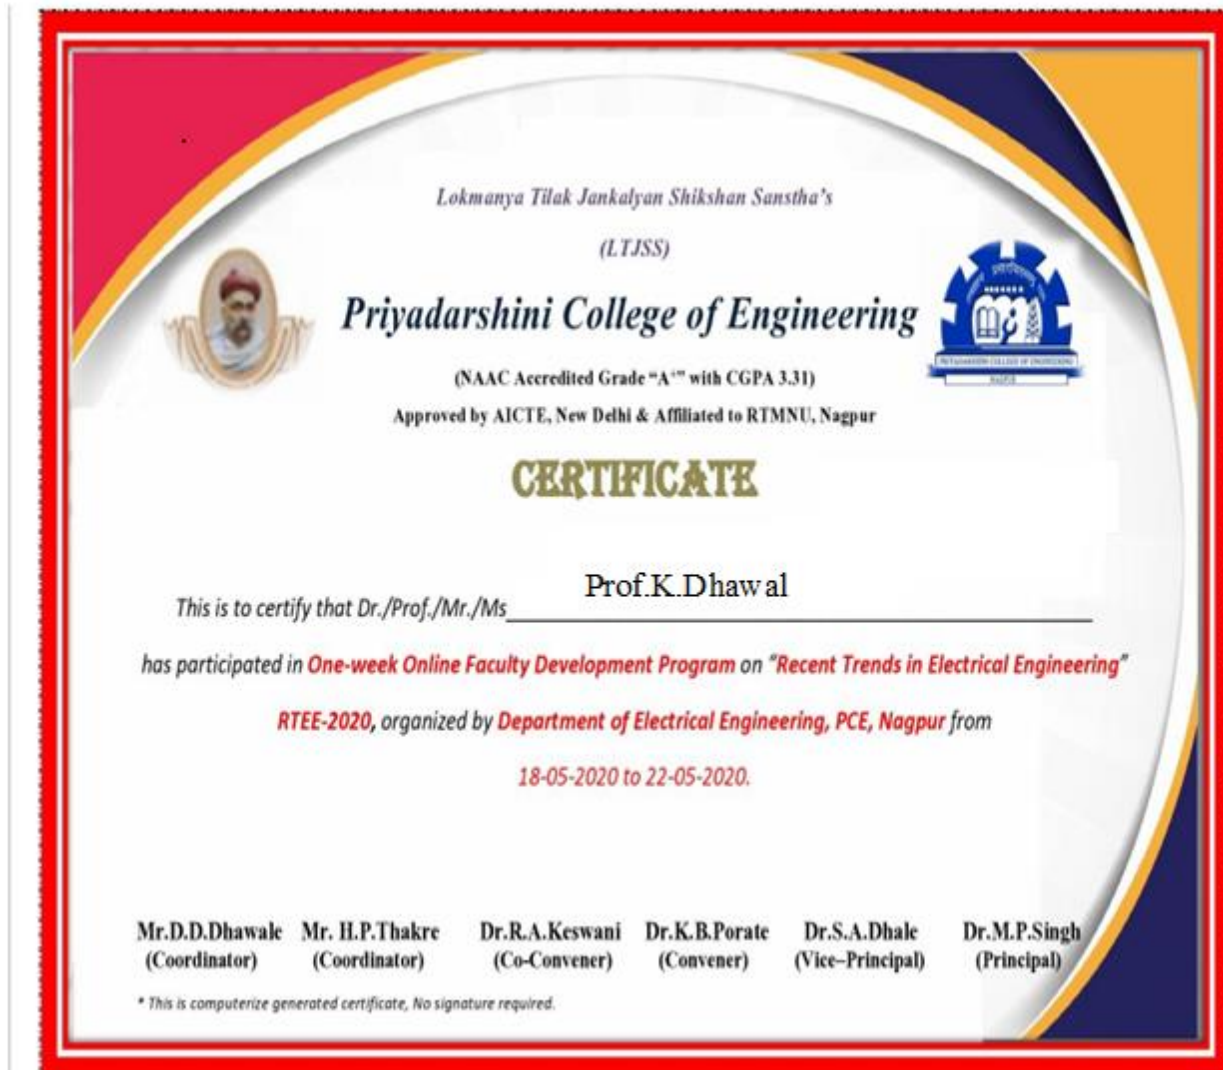 Lokmanya Tilak Jankalyan Shikshan Sanstha's
(LTJSS)
Priyadarshini College of Engineering
PRIYADARSHINI COLLEGE OF ENGINEERING
NAGPUR
(NAAC Accredited Grade "A+" with CGPA 3.31)
Approved by AICTE, New Delhi & Affiliated to RTMNU, Nagpur
CERTIFICATE
Prof.K.Dhawal
This is to certify that Dr./Prof./Mr./Ms
has participated in One-week Online Faculty Development Program on "Recent Trends in Electrical Engineering"
RTEE-2020, organized by Department of Electrical Engineering, PCE, Nagpur from
18-05-2020 to 22-05-2020.
Mr.D.D.Dhawale Mr. H.P.Thakre Dr.R.A.Keswani Dr.K.B.Porate Dr.S.A.Dhale Dr.M.P.Singh
(Coordinator) (Coordinator) (Co-Convener) (Convener) (Vice–Principal) (Principal)
* This is computerize generated certificate, No signature required.